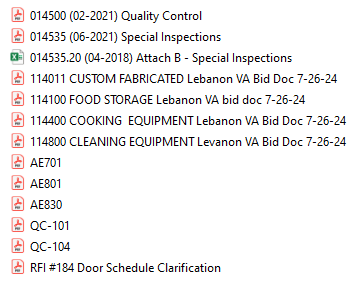 014500 (02-2021) Quality Control
014535 (06-2021) Special Inspections
014535.20 (04-2018) Attach B - Special Inspections
114011 CUSTOM FABRICATED Lebanon VA Bid Doc 7-26-24
114100 FOOD STORAGE Lebanon VA bid doc 7-26-24
114400 COOKING  EQUIPMENT Lebanon VA Bid Doc 7-26-24
114800 CLEANING EQUIPMENT Levanon VA Bid Doc 7-26-24
AE701
AE801
AE830
QC-101
QC-104
RFI #184 Door Schedule Clarification